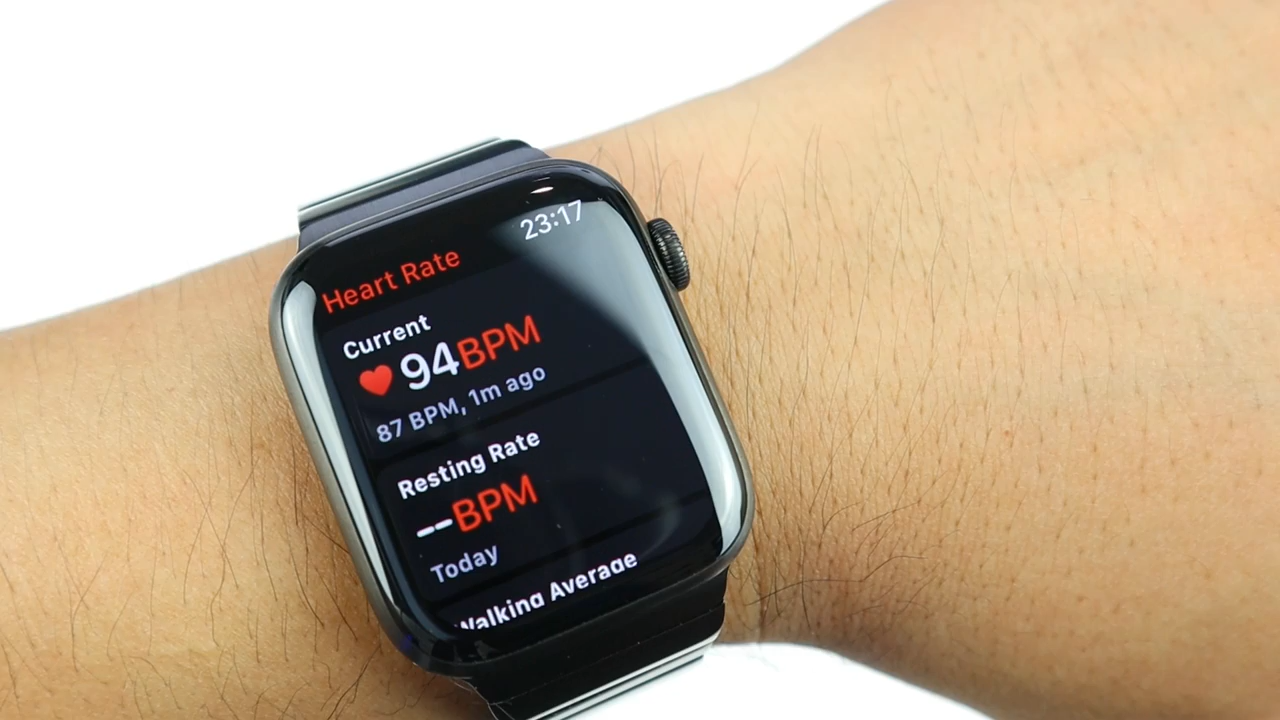 23:17
Heart Rate
Current
94BPM
87 BPM, 1m ago
Resting Rate
--BPM
Today
Walking Average